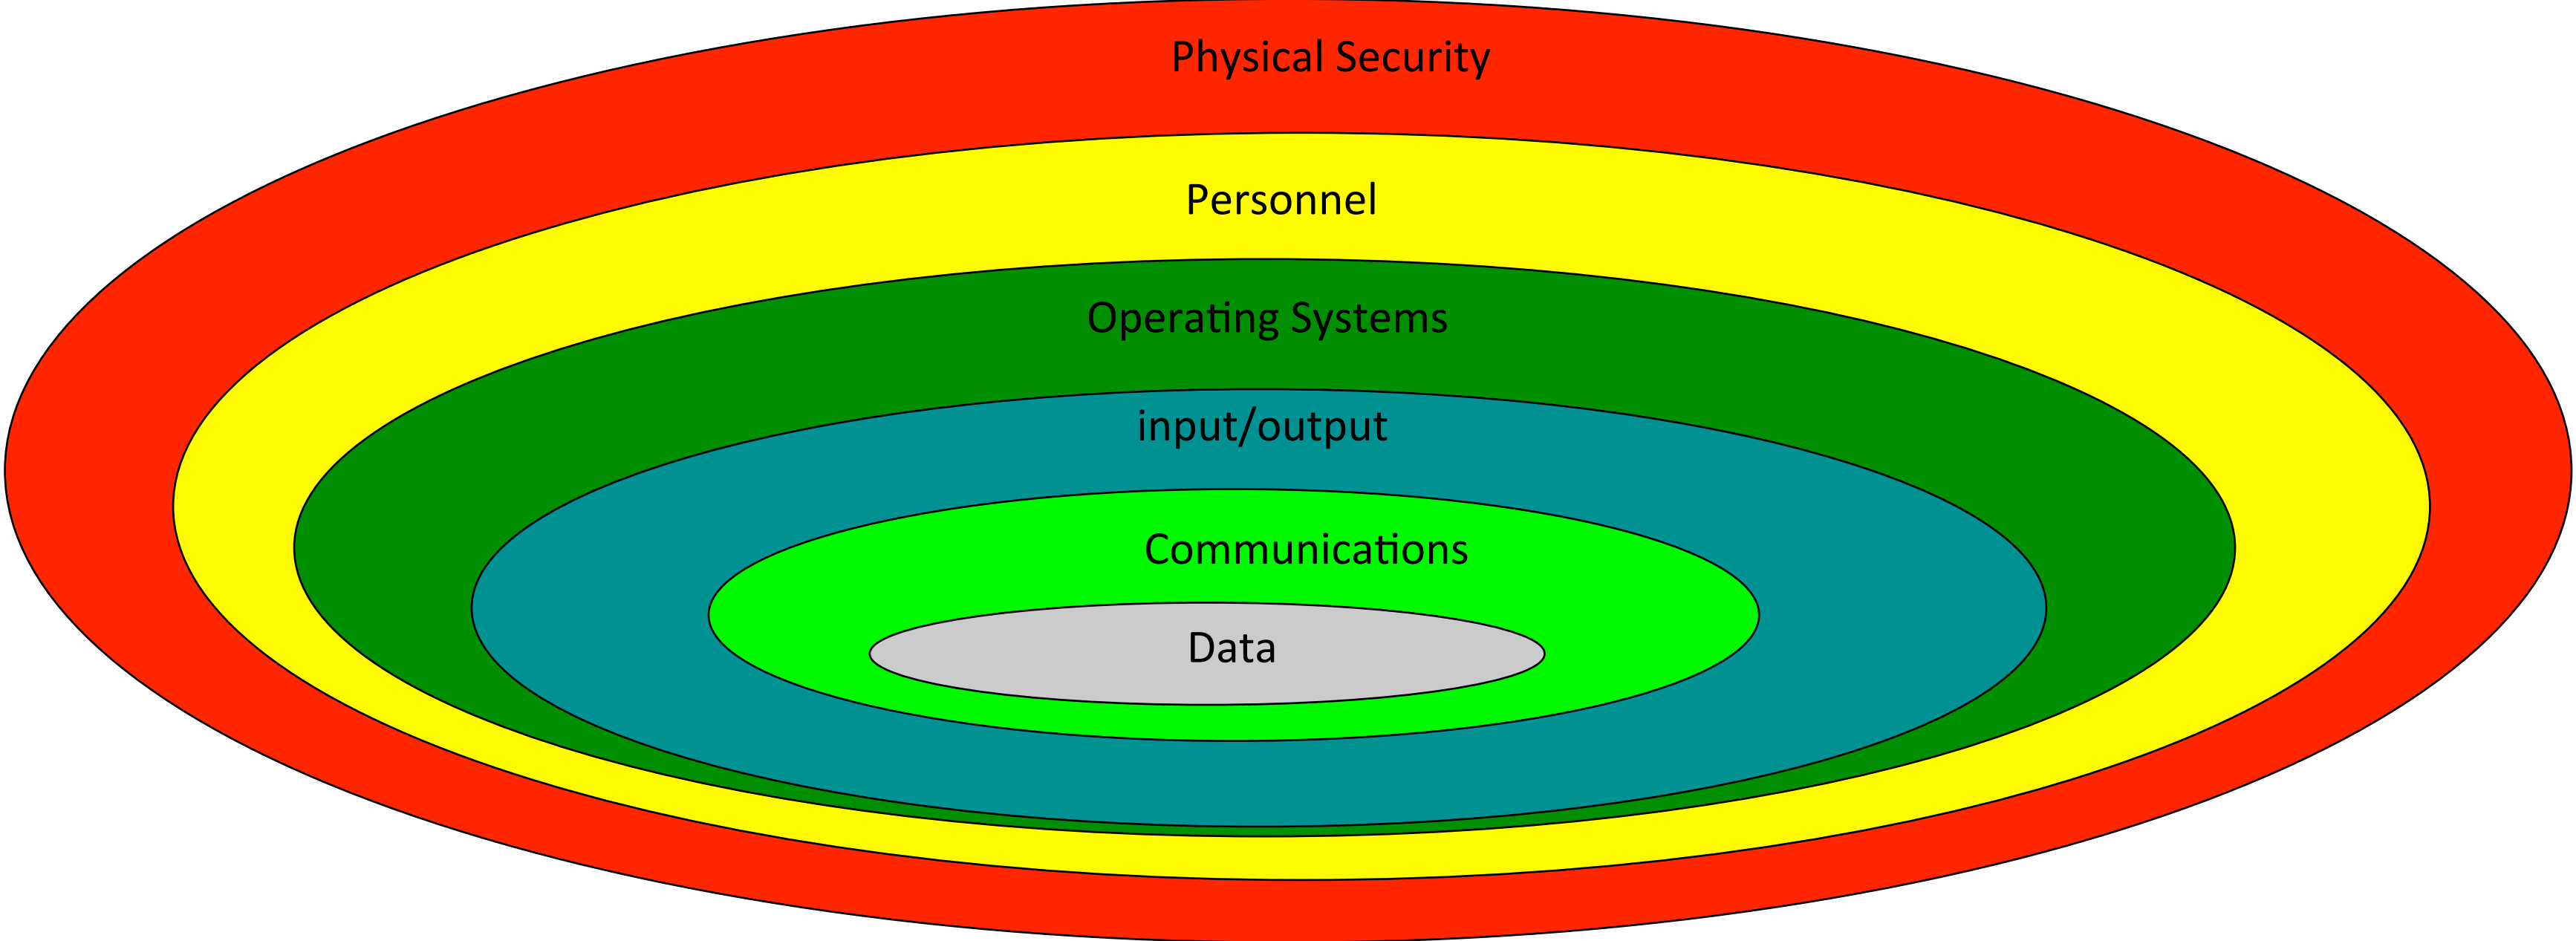 Physical Security
Personnel
Operating Systems
input/output
Communications
Data